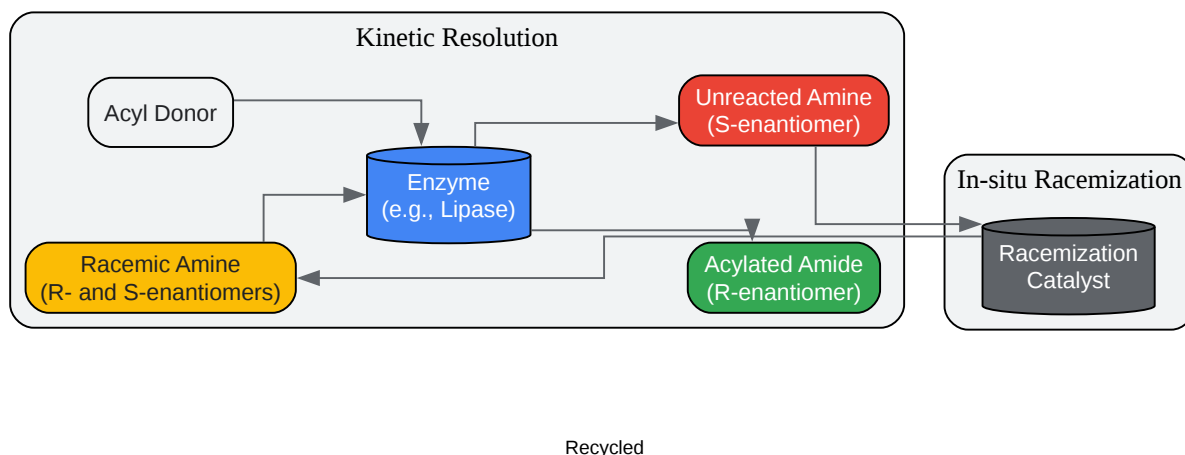 Kinetic Resolution
Acyl Donor
Unreacted Amine
(S-enantiomer)
Enzyme
(e.g., Lipase)
In-situ Racemization
Racemic Amine
(R- and S-enantiomers)
Acylated Amide
(R-enantiomer)
Racemization
Catalyst
Recycled